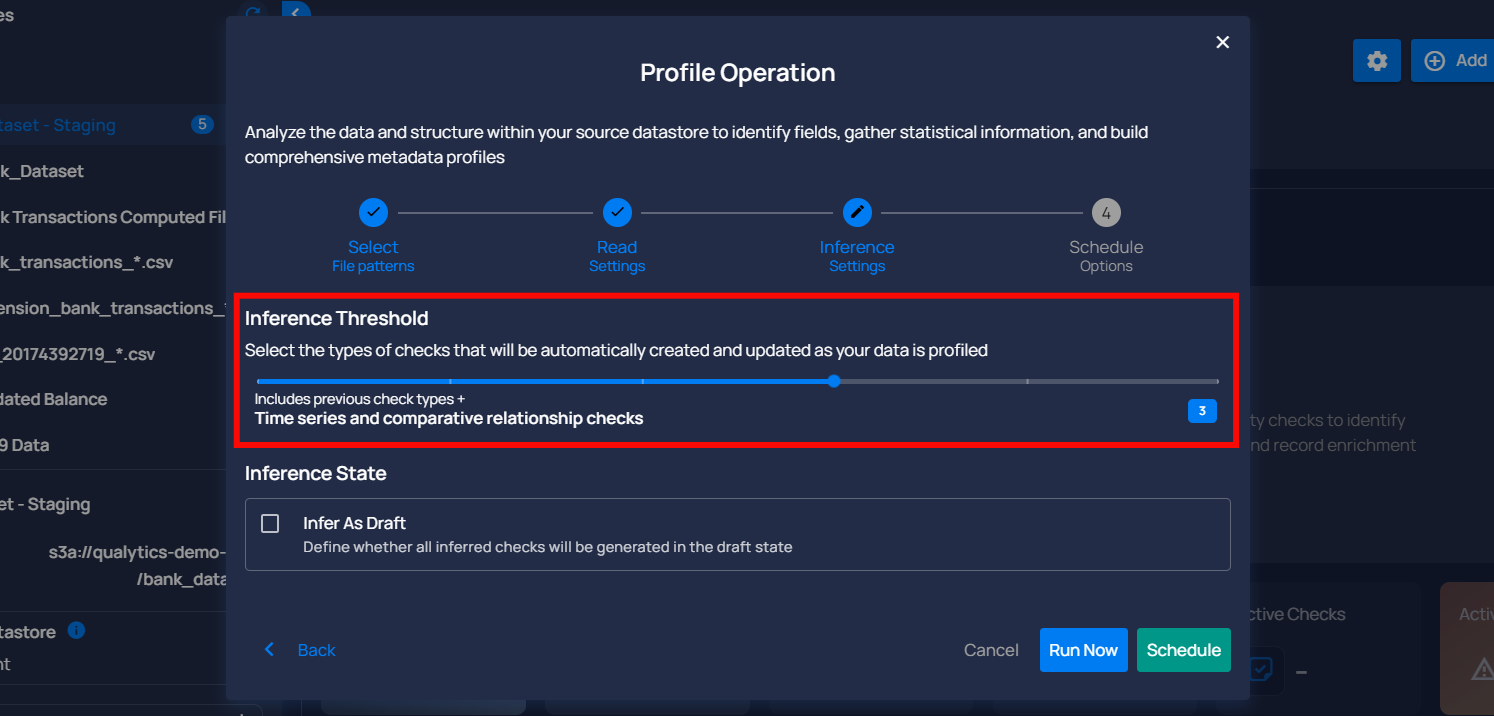 es
Add
Profile Operation
taset - Staging
5
Analyze the data and structure within your source datastore to identify fields, gather statistical information, and build
comprehensive metadata profiles
k_Dataset
k Transactions Computed Fil
k_transactions_*.csv
ension_bank_transactions_*
_20174392719_*.csv
dated Balance
9 Data
et - Staging
s3a://qualytics-demo-
/bank_data
tastore
nt
Select
File patterns
Read
Settings
Inference
Settings
4
Schedule
Options
Inference Threshold
Select the types of checks that will be automatically created and updated as your data is profiled
Includes previous check types +
Time series and comparative relationship checks
3
Inference State
Infer As Draft
Define whether all inferred checks will be generated in the draft state
Back
Cancel
Run Now
Schedule
ty checks to identify
nd record enrichment
ctive Checks
–
Activ